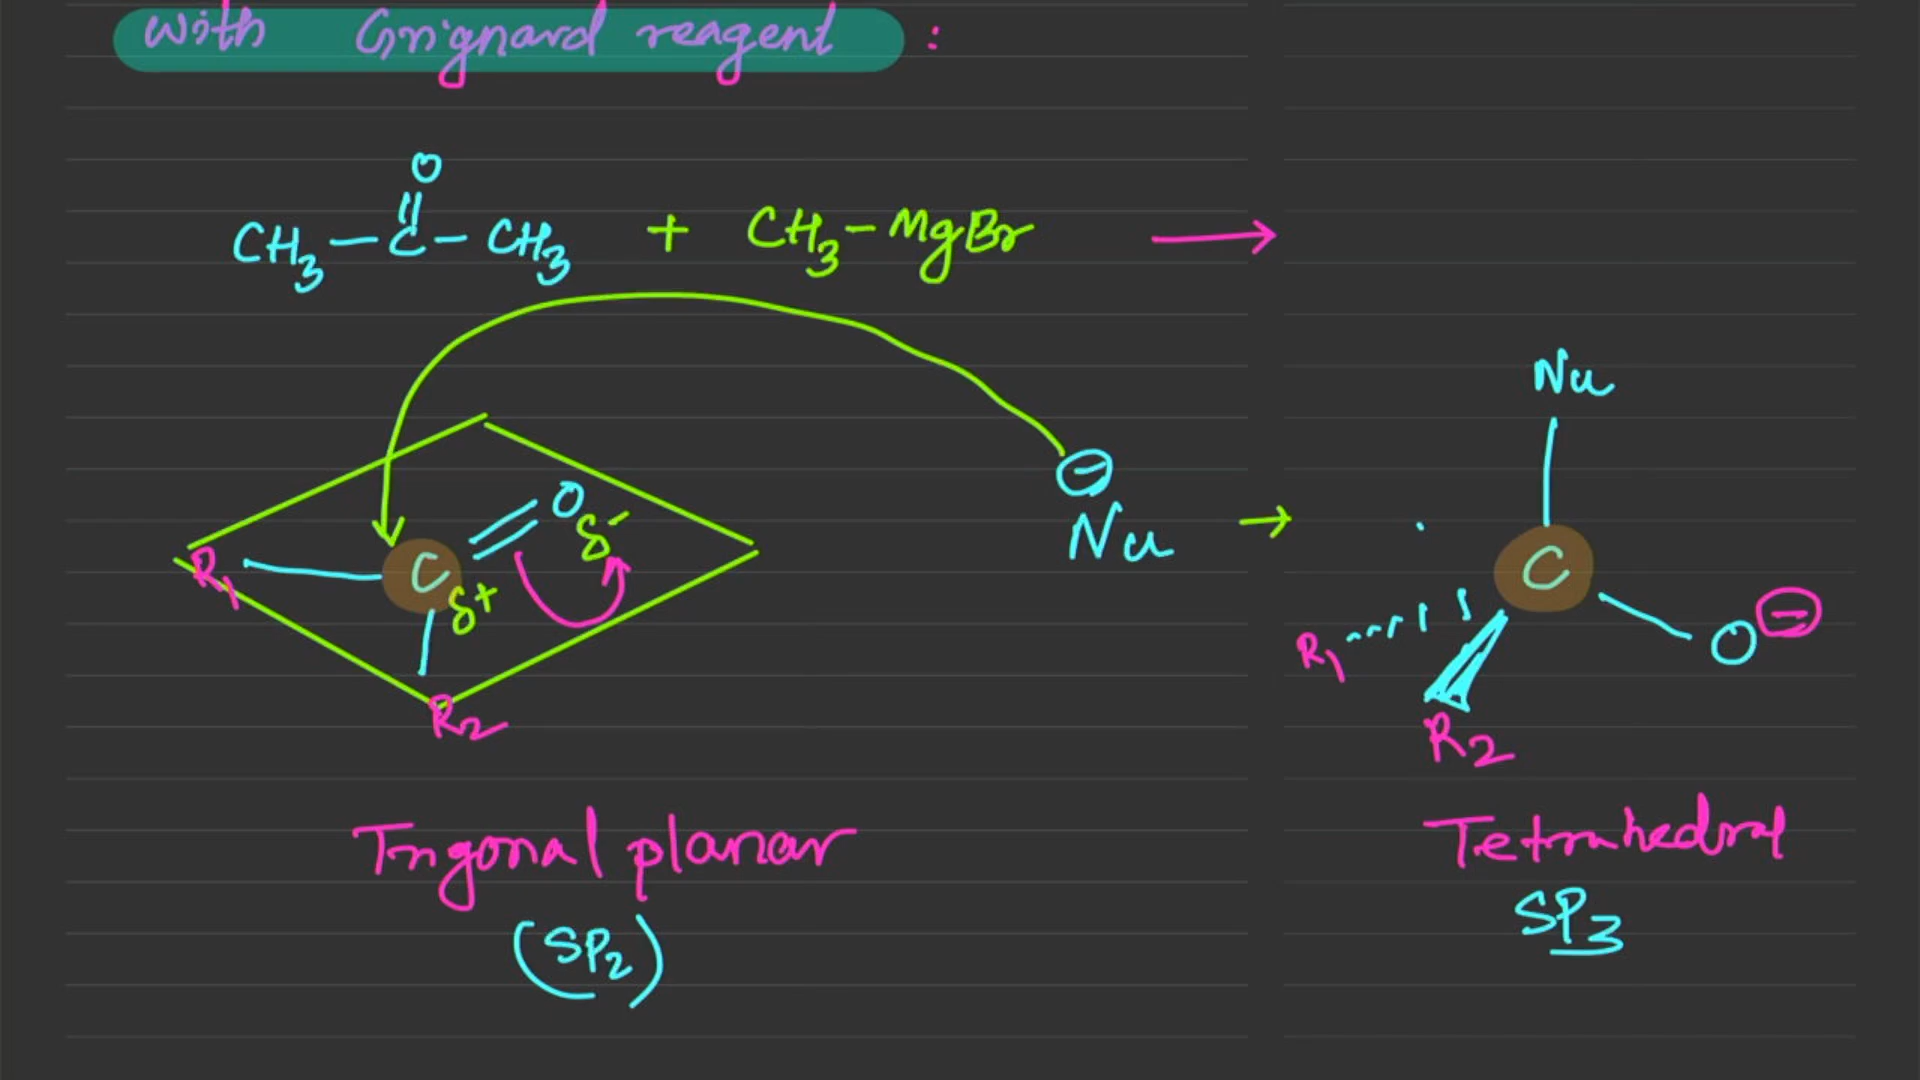 With Grignard reagent :
O
CH3 - C - CH3 + CH3 - MgBr →
Nu
O δ-
⊖
Nu →
R1 C δ+
C
R1 O ⊖
R2
R2
Trigonal planar
Tetrahedral
(SP2)
SP3